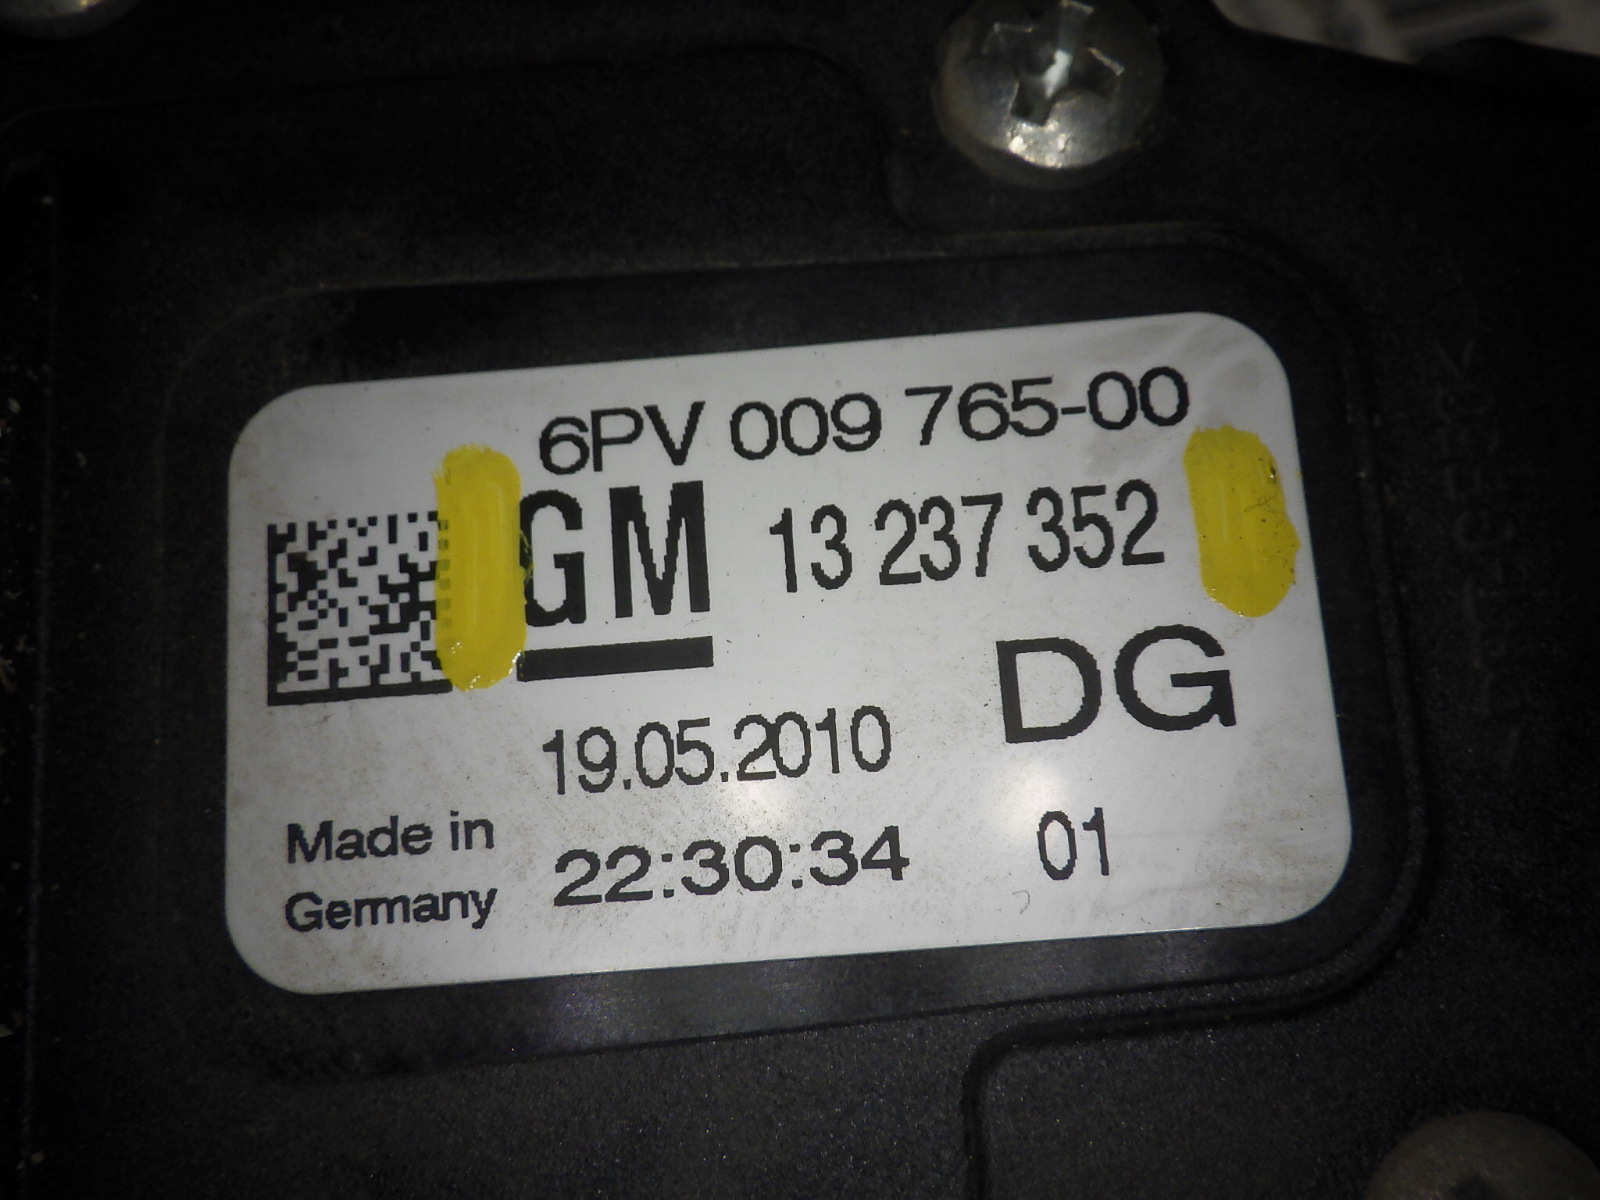 6PV 009 765-00
GM 13 237 352
DG
19.05.2010
Made in
Germany
22:30:34 01